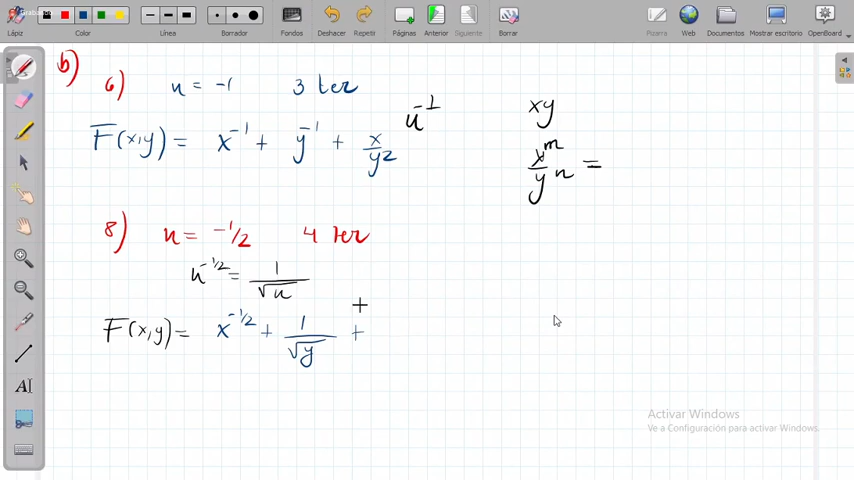 Lápiz Color Línea Borrador Fondos Deshacer Repetir Páginas Anterior Siguiente Borrar Pizarra Web Documentos Mostrar escritorio OpenBoard
b)
6) n = -1 3 ter
F(x,y) = x⁻¹ + y⁻¹ + x/y² u⁻¹
xy
xᵐ/yⁿ =
8) n = -1/2 4 ter
u^-1/2 = 1/√u
+
F(x,y) = x^-1/2 + 1/√y +
Activar Windows
Ve a Configuración para activar Windows.